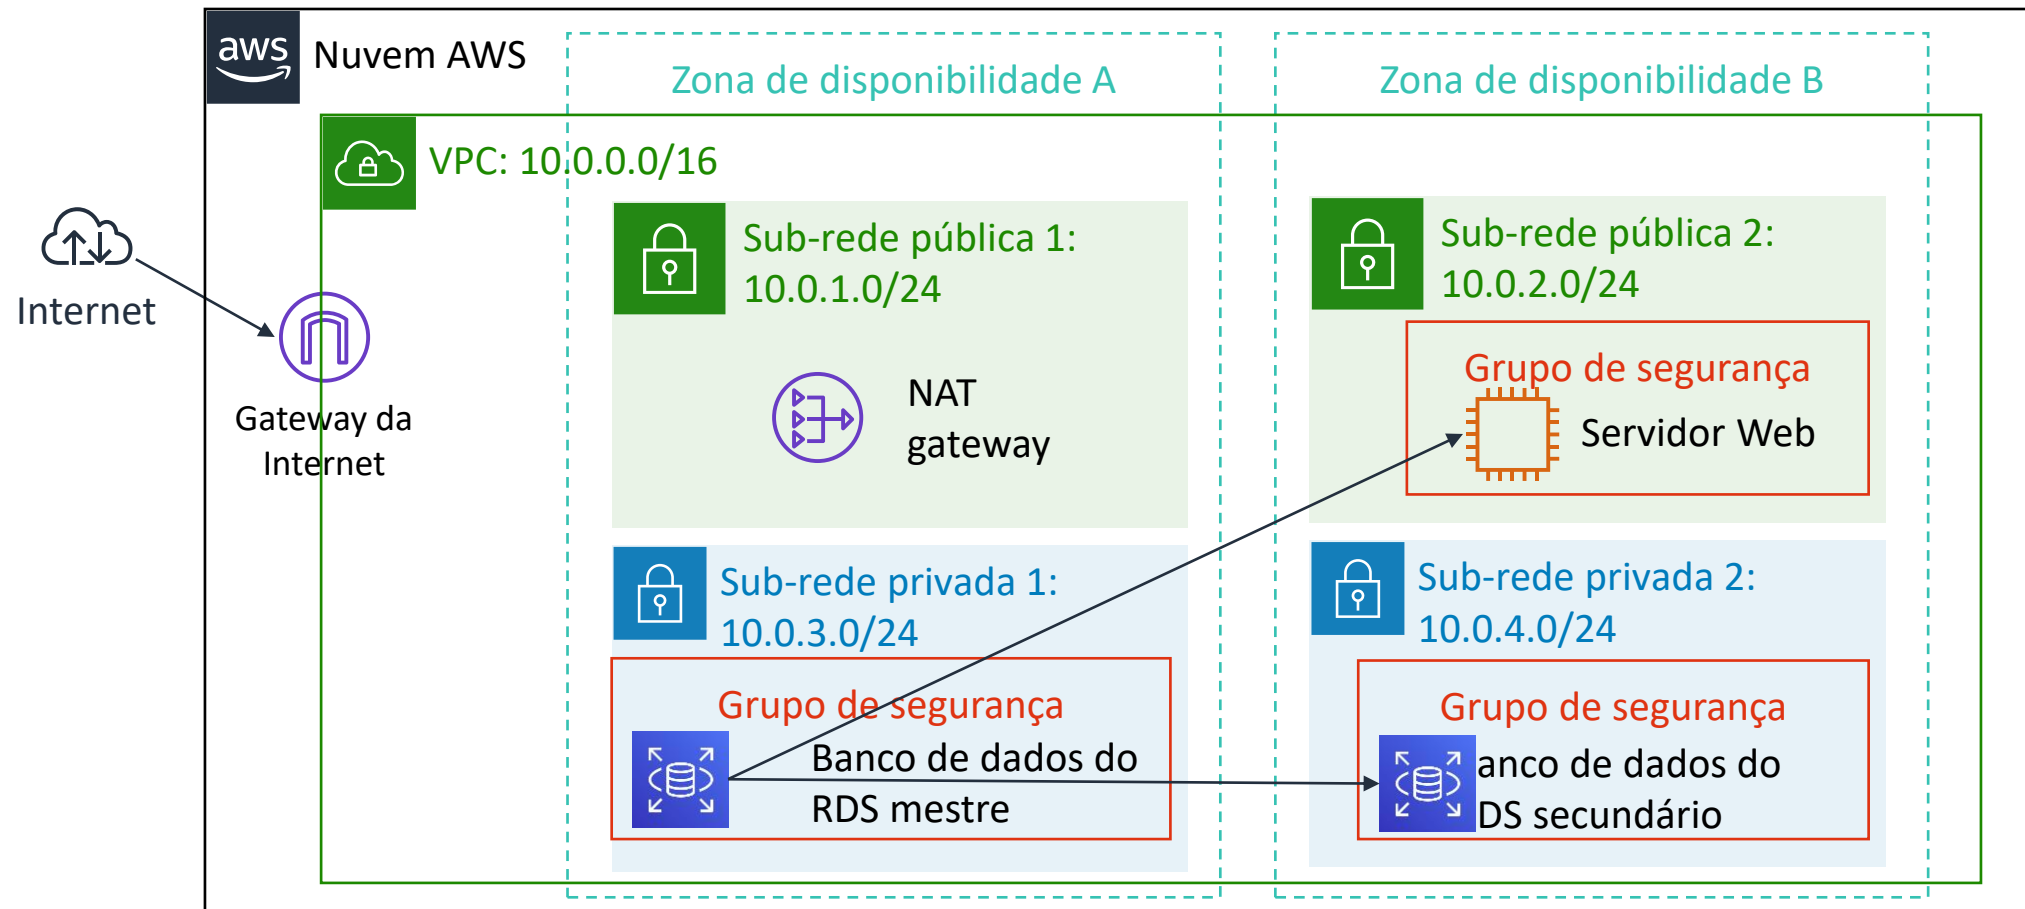 aws
Nuvem AWS
Zona de disponibilidade A
Zona de disponibilidade B
VPC: 10.0.0.0/16
Internet
Gateway da
Internet
Sub-rede pública 1:
10.0.1.0/24
NAT
gateway
Sub-rede pública 2:
10.0.2.0/24
Grupo de segurança
Servidor Web
Sub-rede privada 1:
10.0.3.0/24
Grupo de segurança
Banco de dados do
RDS mestre
Sub-rede privada 2:
10.0.4.0/24
Grupo de segurança
anco de dados do
DS secundário